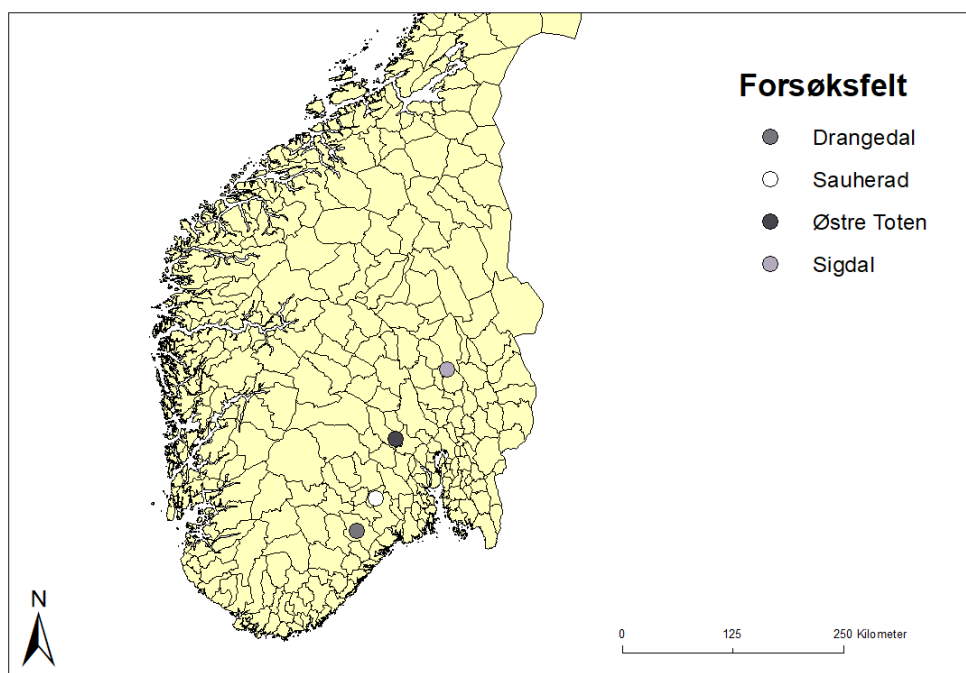 Forsøksfelt
Drangedal
Sauherad
Østre Toten
Sigdal
N
0 125 250 Kilometer